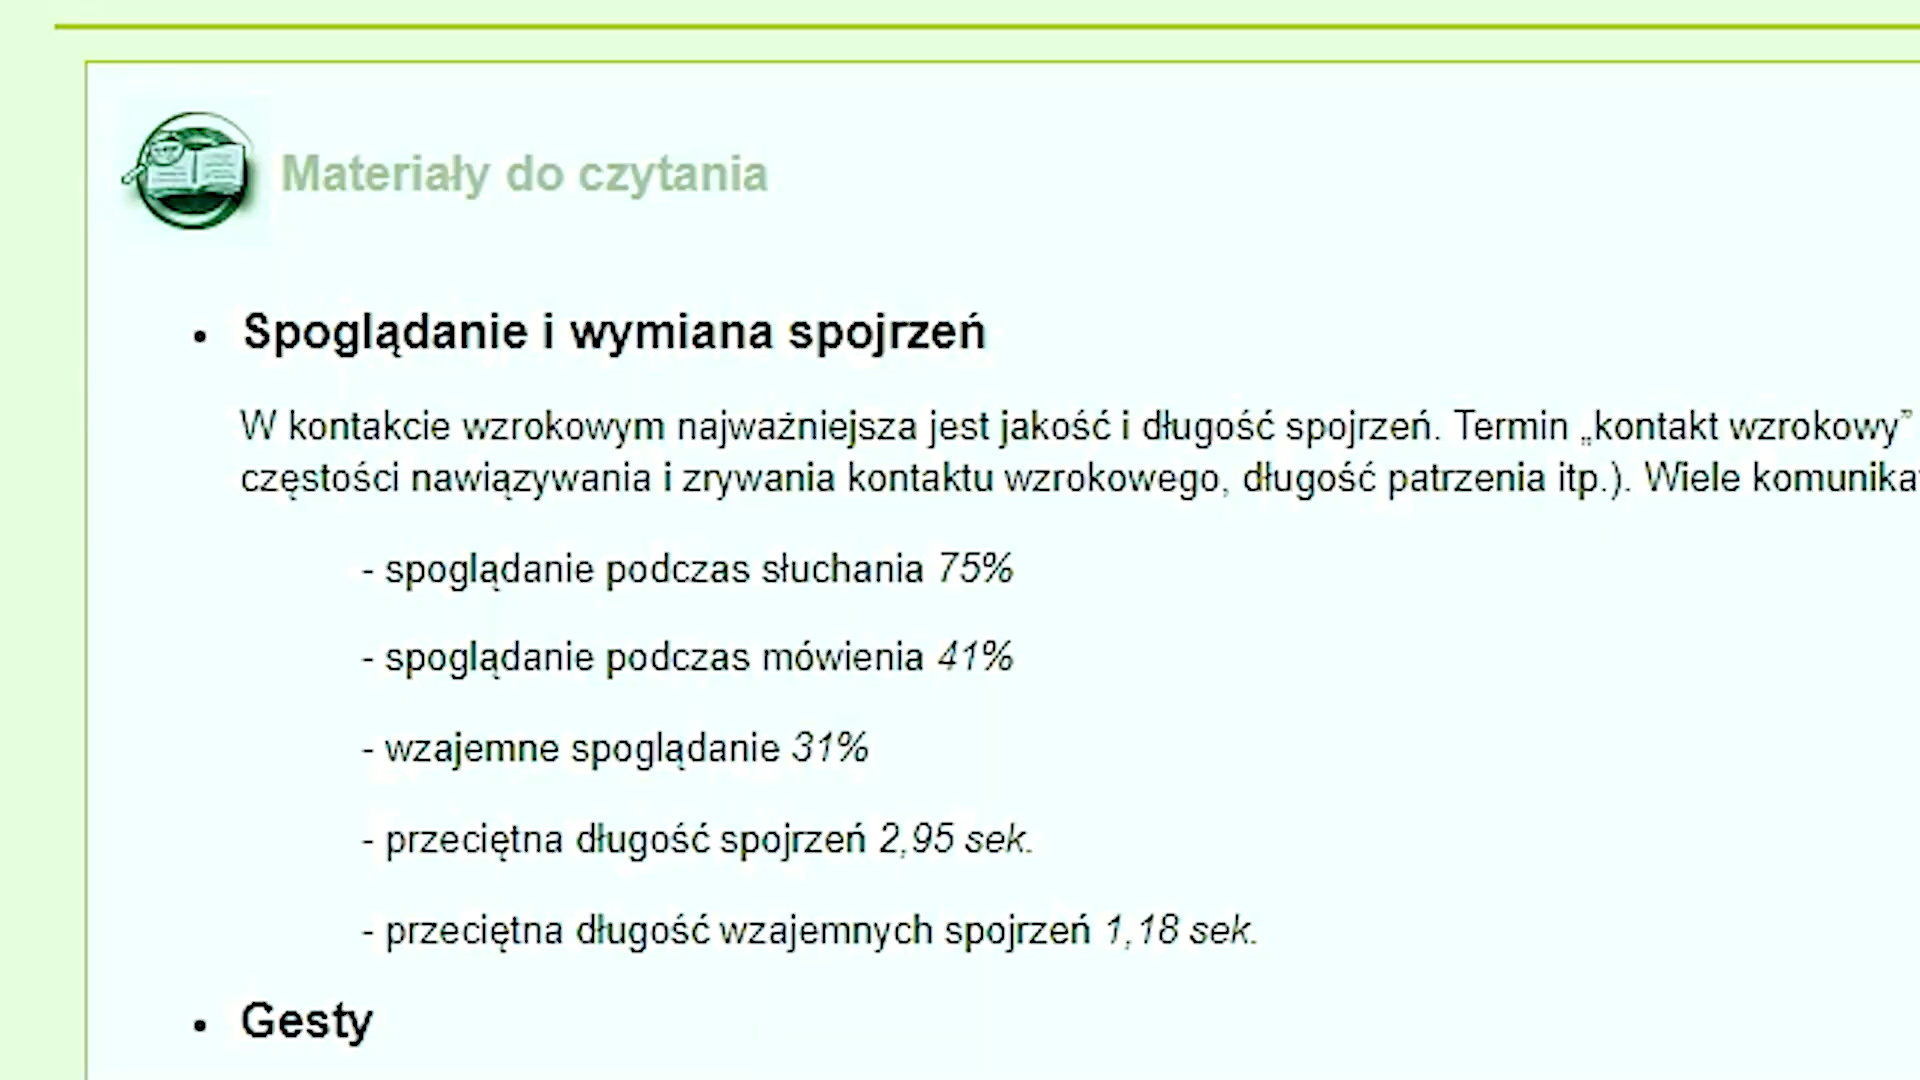 Materiały do czytania
• Spoglądanie i wymiana spojrzeń
W kontakcie wzrokowym najważniejsza jest jakość i długość spojrzeń. Termin „kontakt wzrokowy”
częstości nawiązywania i zrywania kontaktu wzrokowego, długość patrzenia itp.). Wiele
- spoglądanie podczas słuchania 75%
- spoglądanie podczas mówienia 41%
- wzajemne spoglądanie 31%
- przeciętna długość spojrzeń 2,95 sek.
- przeciętna długość wzajemnych spojrzeń 1,18 sek.
• Gesty